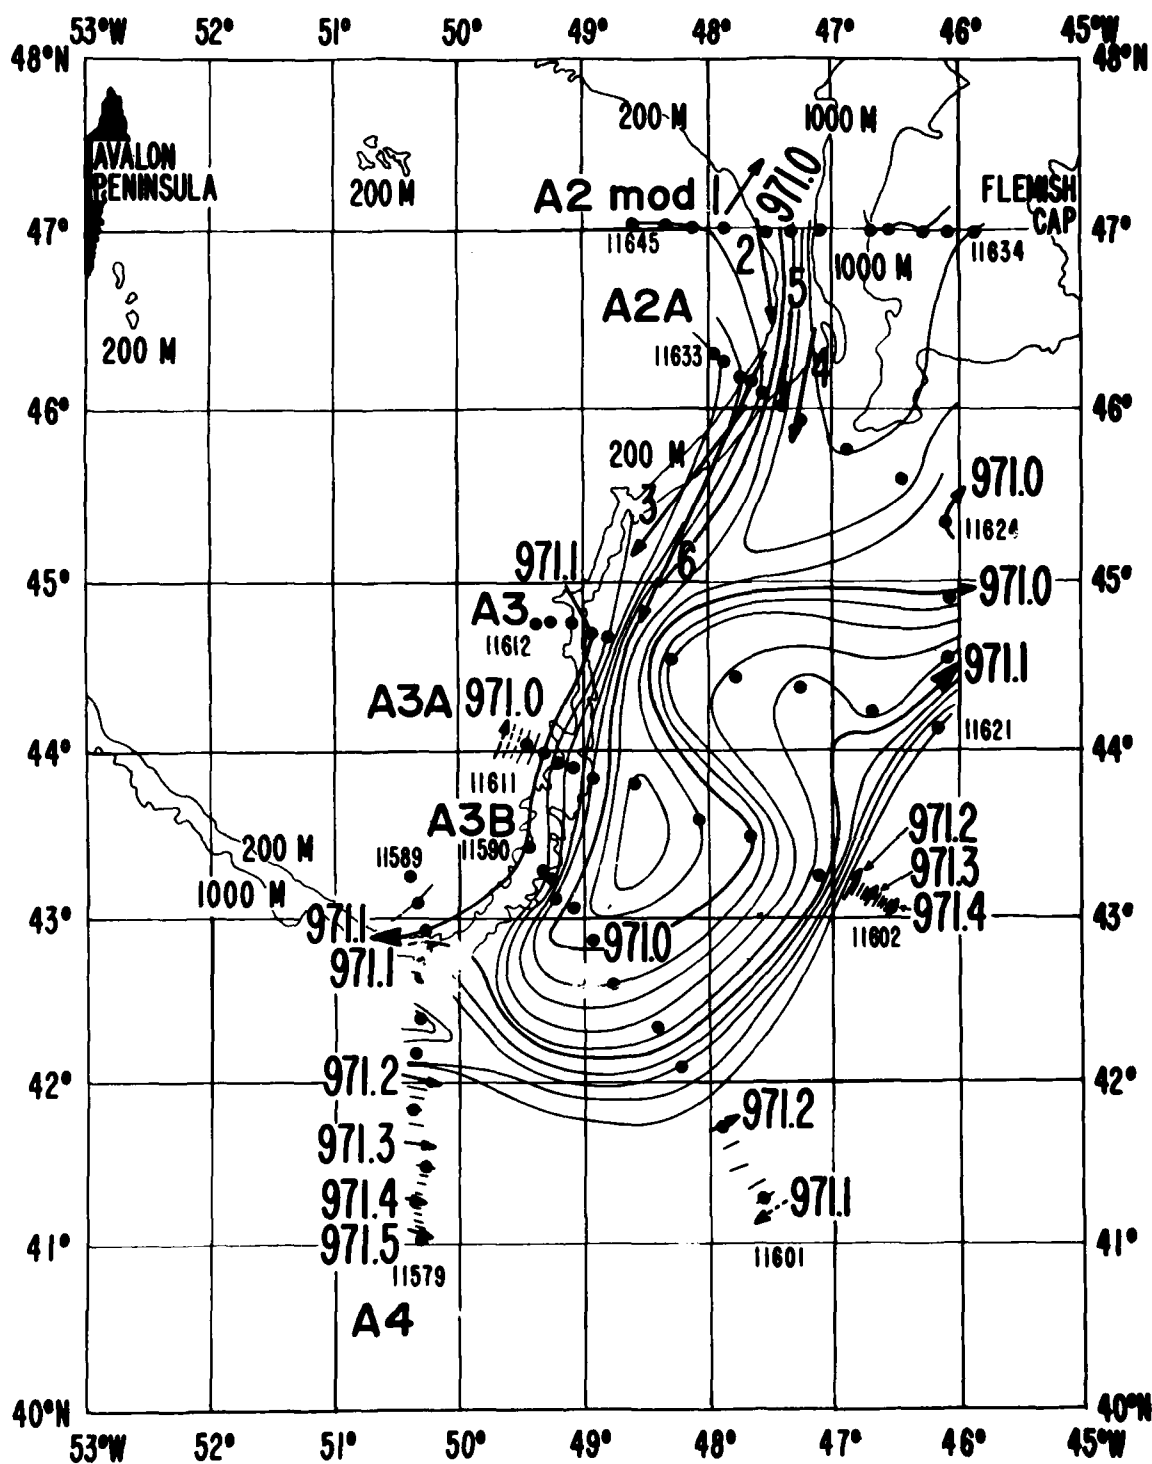 53°W 52° 51° 50° 49° 48° 47° 46° 45°W
48°N 48°N
200 M 1000 M
AVALON
PENINSULA
200 M
971.0
A2 mod 1
FLEMISH
CAP
47° 47°
11645 11634
2
1000 M
5
A2A
200 M
11633
4
46° 46°
200 M
971.0
3
11624
971.1
6
45° 45°
971.0
A3
11612
971.1
A3A 971.0
11621
44° 44°
11611
A3B
971.2
200 M 11589 11590
971.3
1000 M
971.4
43° 43°
971.1 971.0 11602
971.1
42° 42°
971.2
971.2
971.3
971.4 971.1
971.5
41° 41°
11579 11601
A4
40°N 40°N
53°W 52° 51° 50° 49° 48° 47° 46° 45°W